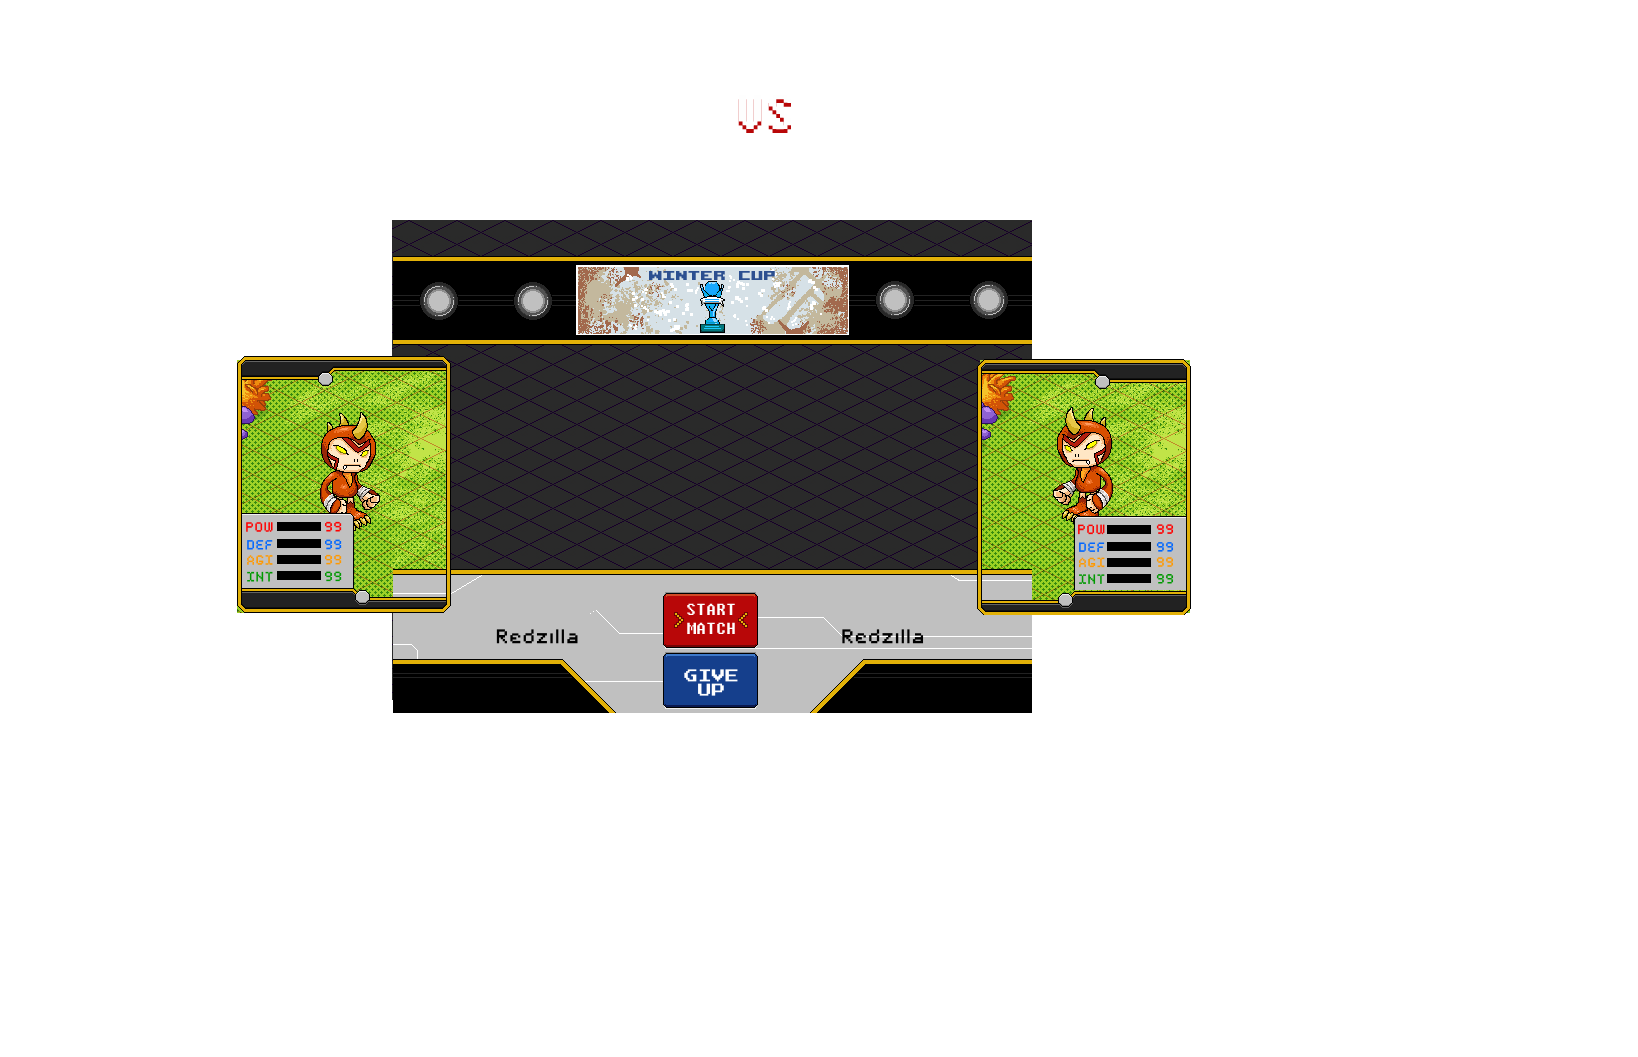 VS
WINTER CUP
POW 99
DEF 99
AGI 99
INT 99
POW 99
DEF 99
AGI 99
INT 99
START
MATCH
Redzilla
Redzilla
GIVE
UP